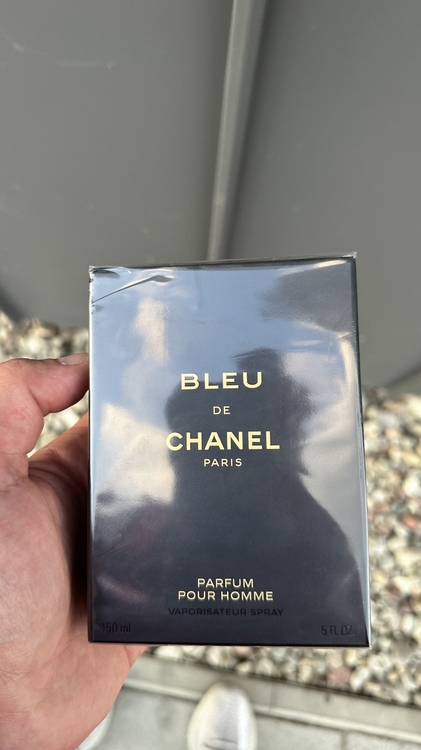 BLEU
DE
CHANEL
PARIS
PARFUM
POUR HOMME
VAPORISATEUR SPRAY
150 ml 5 FL. OZ.